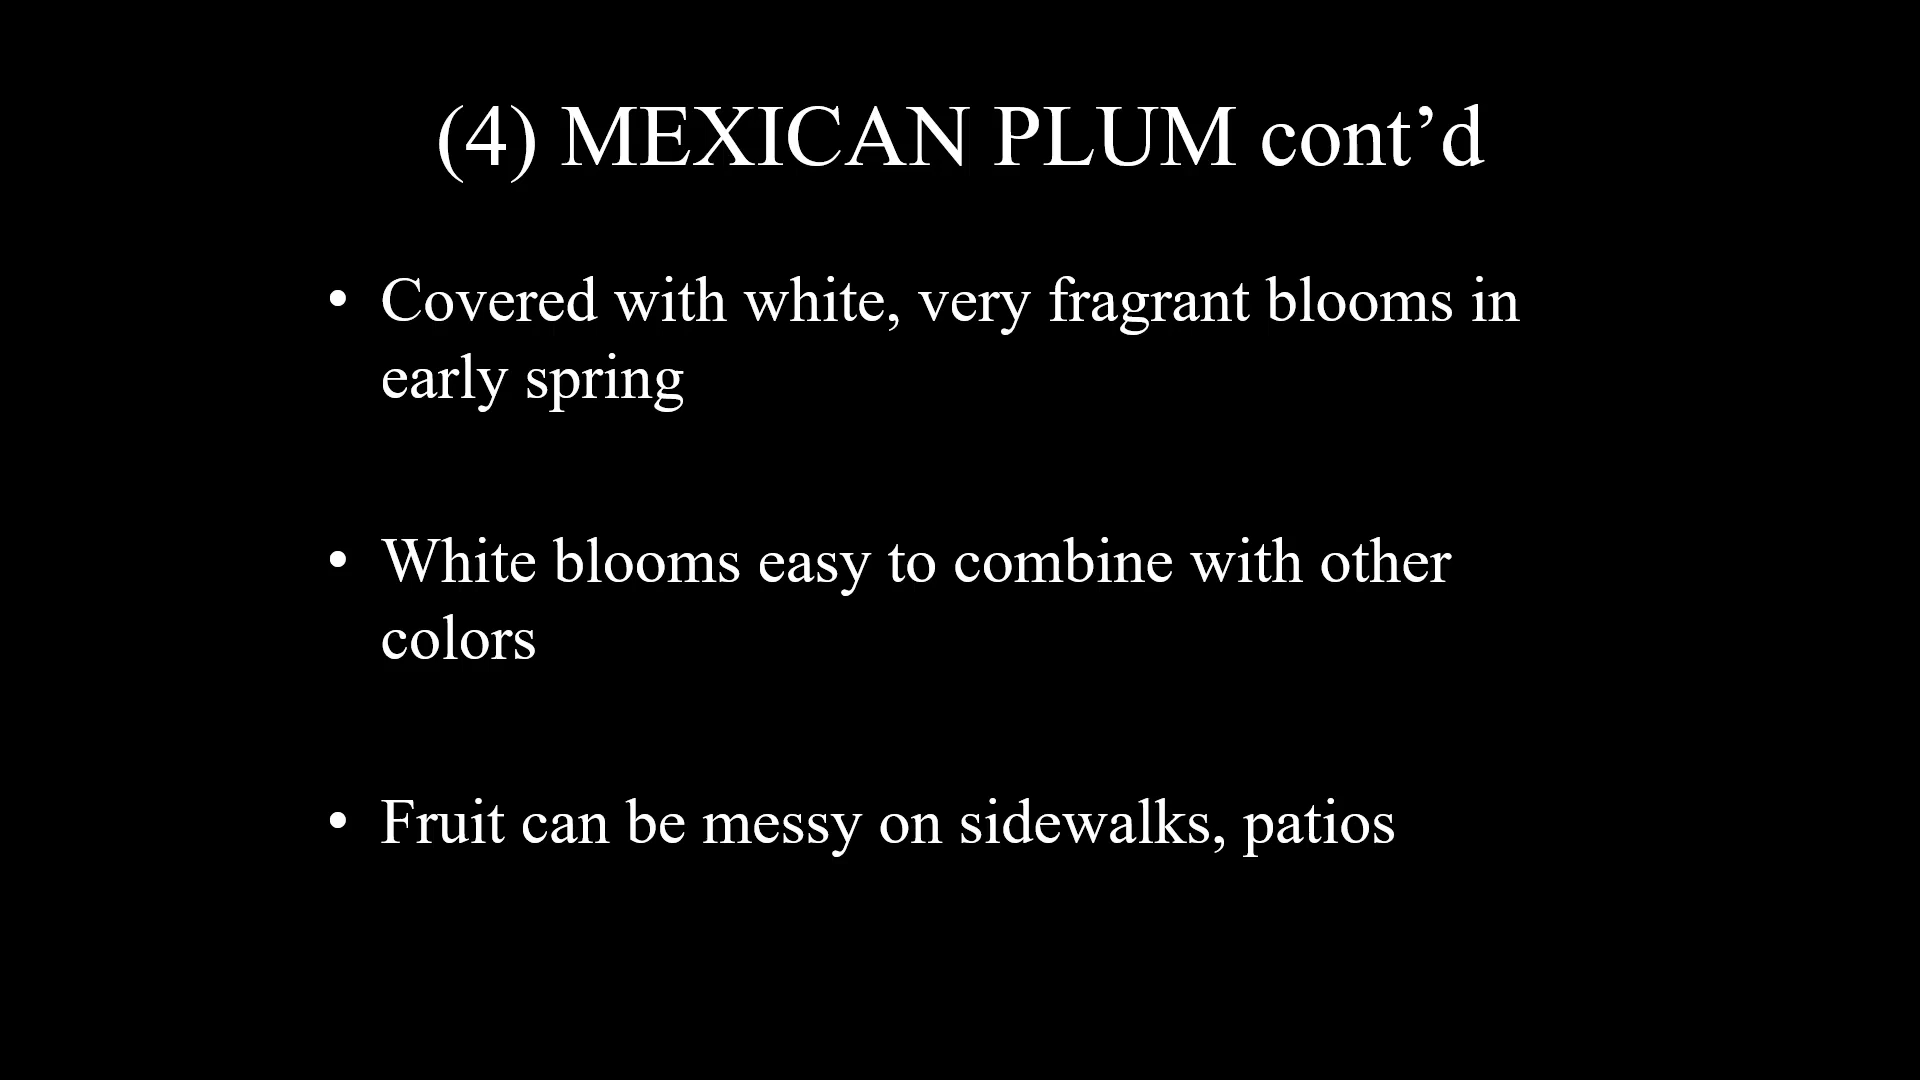 (4) MEXICAN PLUM cont’d
• Covered with white, very fragrant blooms in
early spring
• White blooms easy to combine with other
colors
• Fruit can be messy on sidewalks, patios